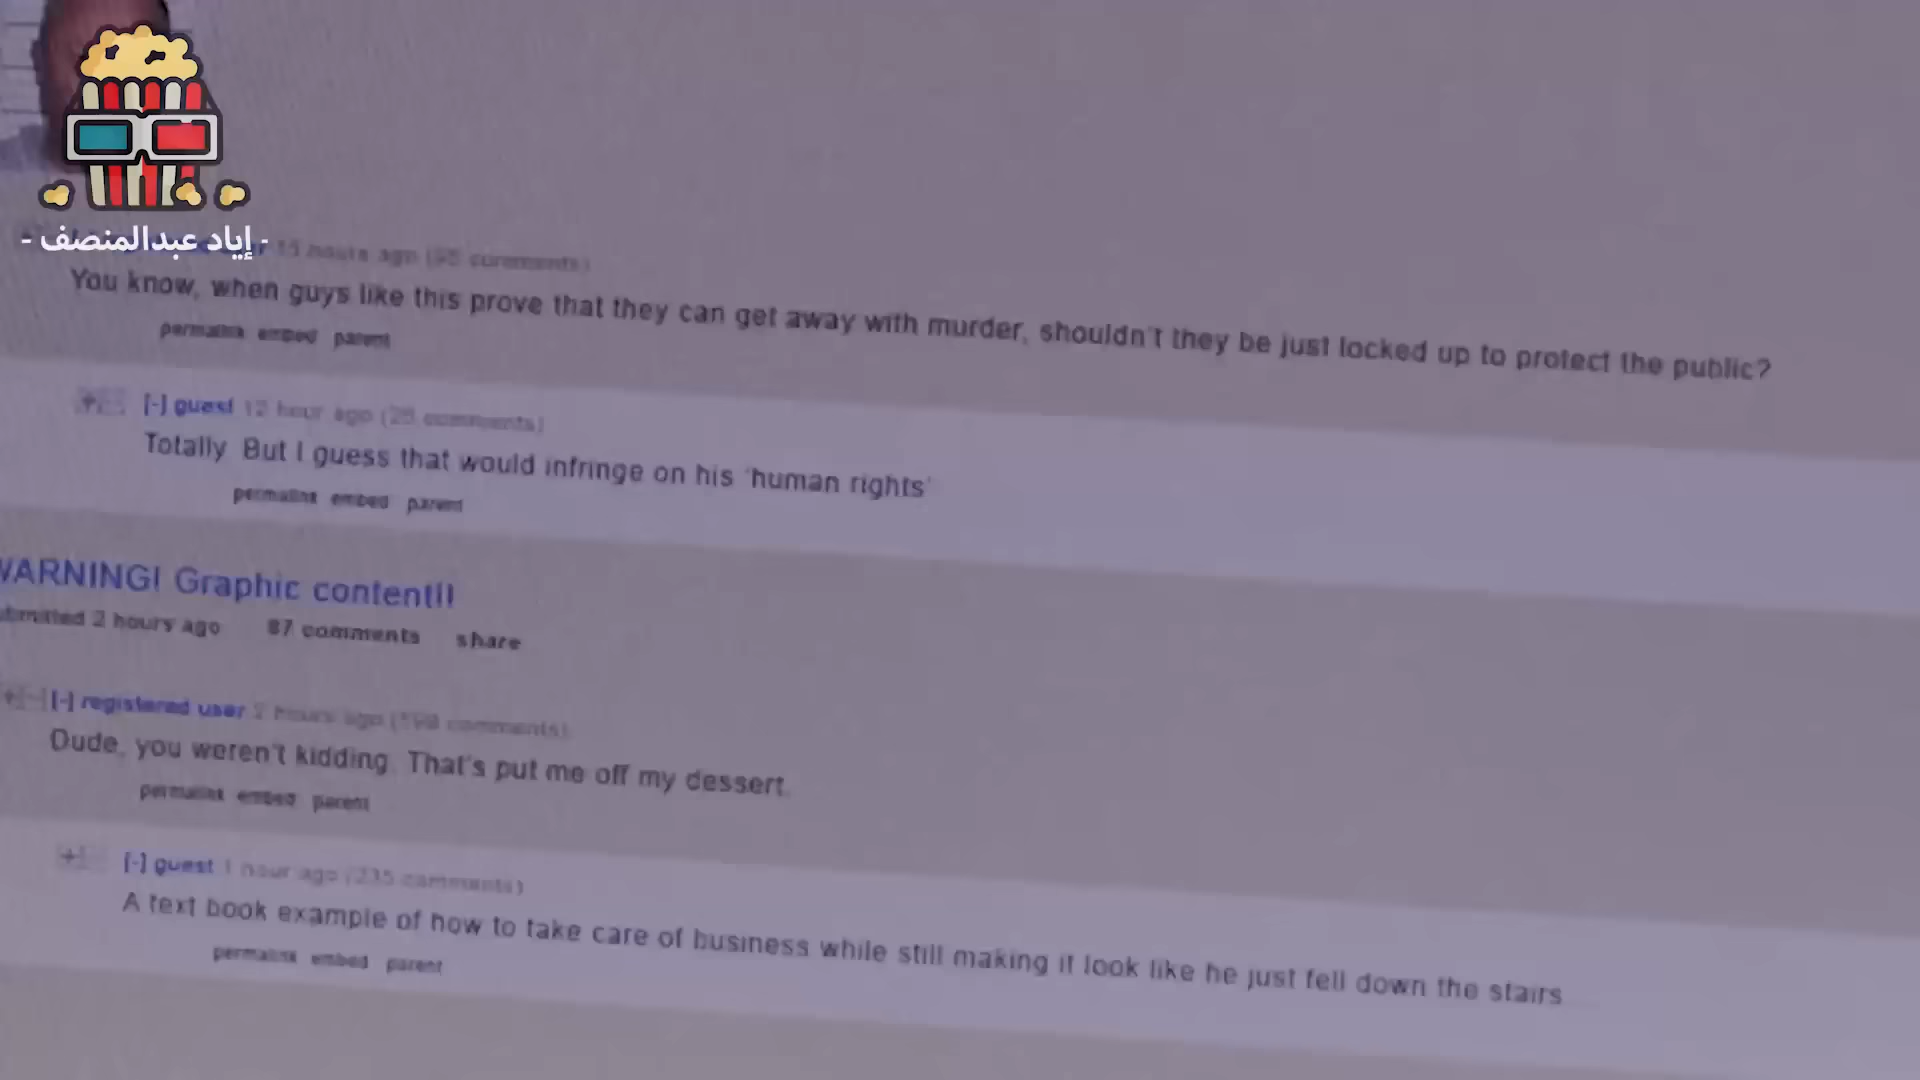 - إياد عبدالمنصف -
15 hours ago (95 comments)
You know, when guys like this prove that they can get away with murder, shouldn't they be just locked up to protect the public?
permalink embed parent
[-] guest 12 hour ago (25 comments)
Totally But I guess that would infringe on his 'human rights'
permalink embed parent
WARNING! Graphic content!!
submitted 2 hours ago 87 comments share
[-] registered user 2 hours ago (198 comments)
Dude, you weren't kidding. That's put me off my dessert.
permalink embed parent
[-] guest 1 hour ago (235 comments)
A text book example of how to take care of business while still making it look like he just fell down the stairs
permalink embed parent